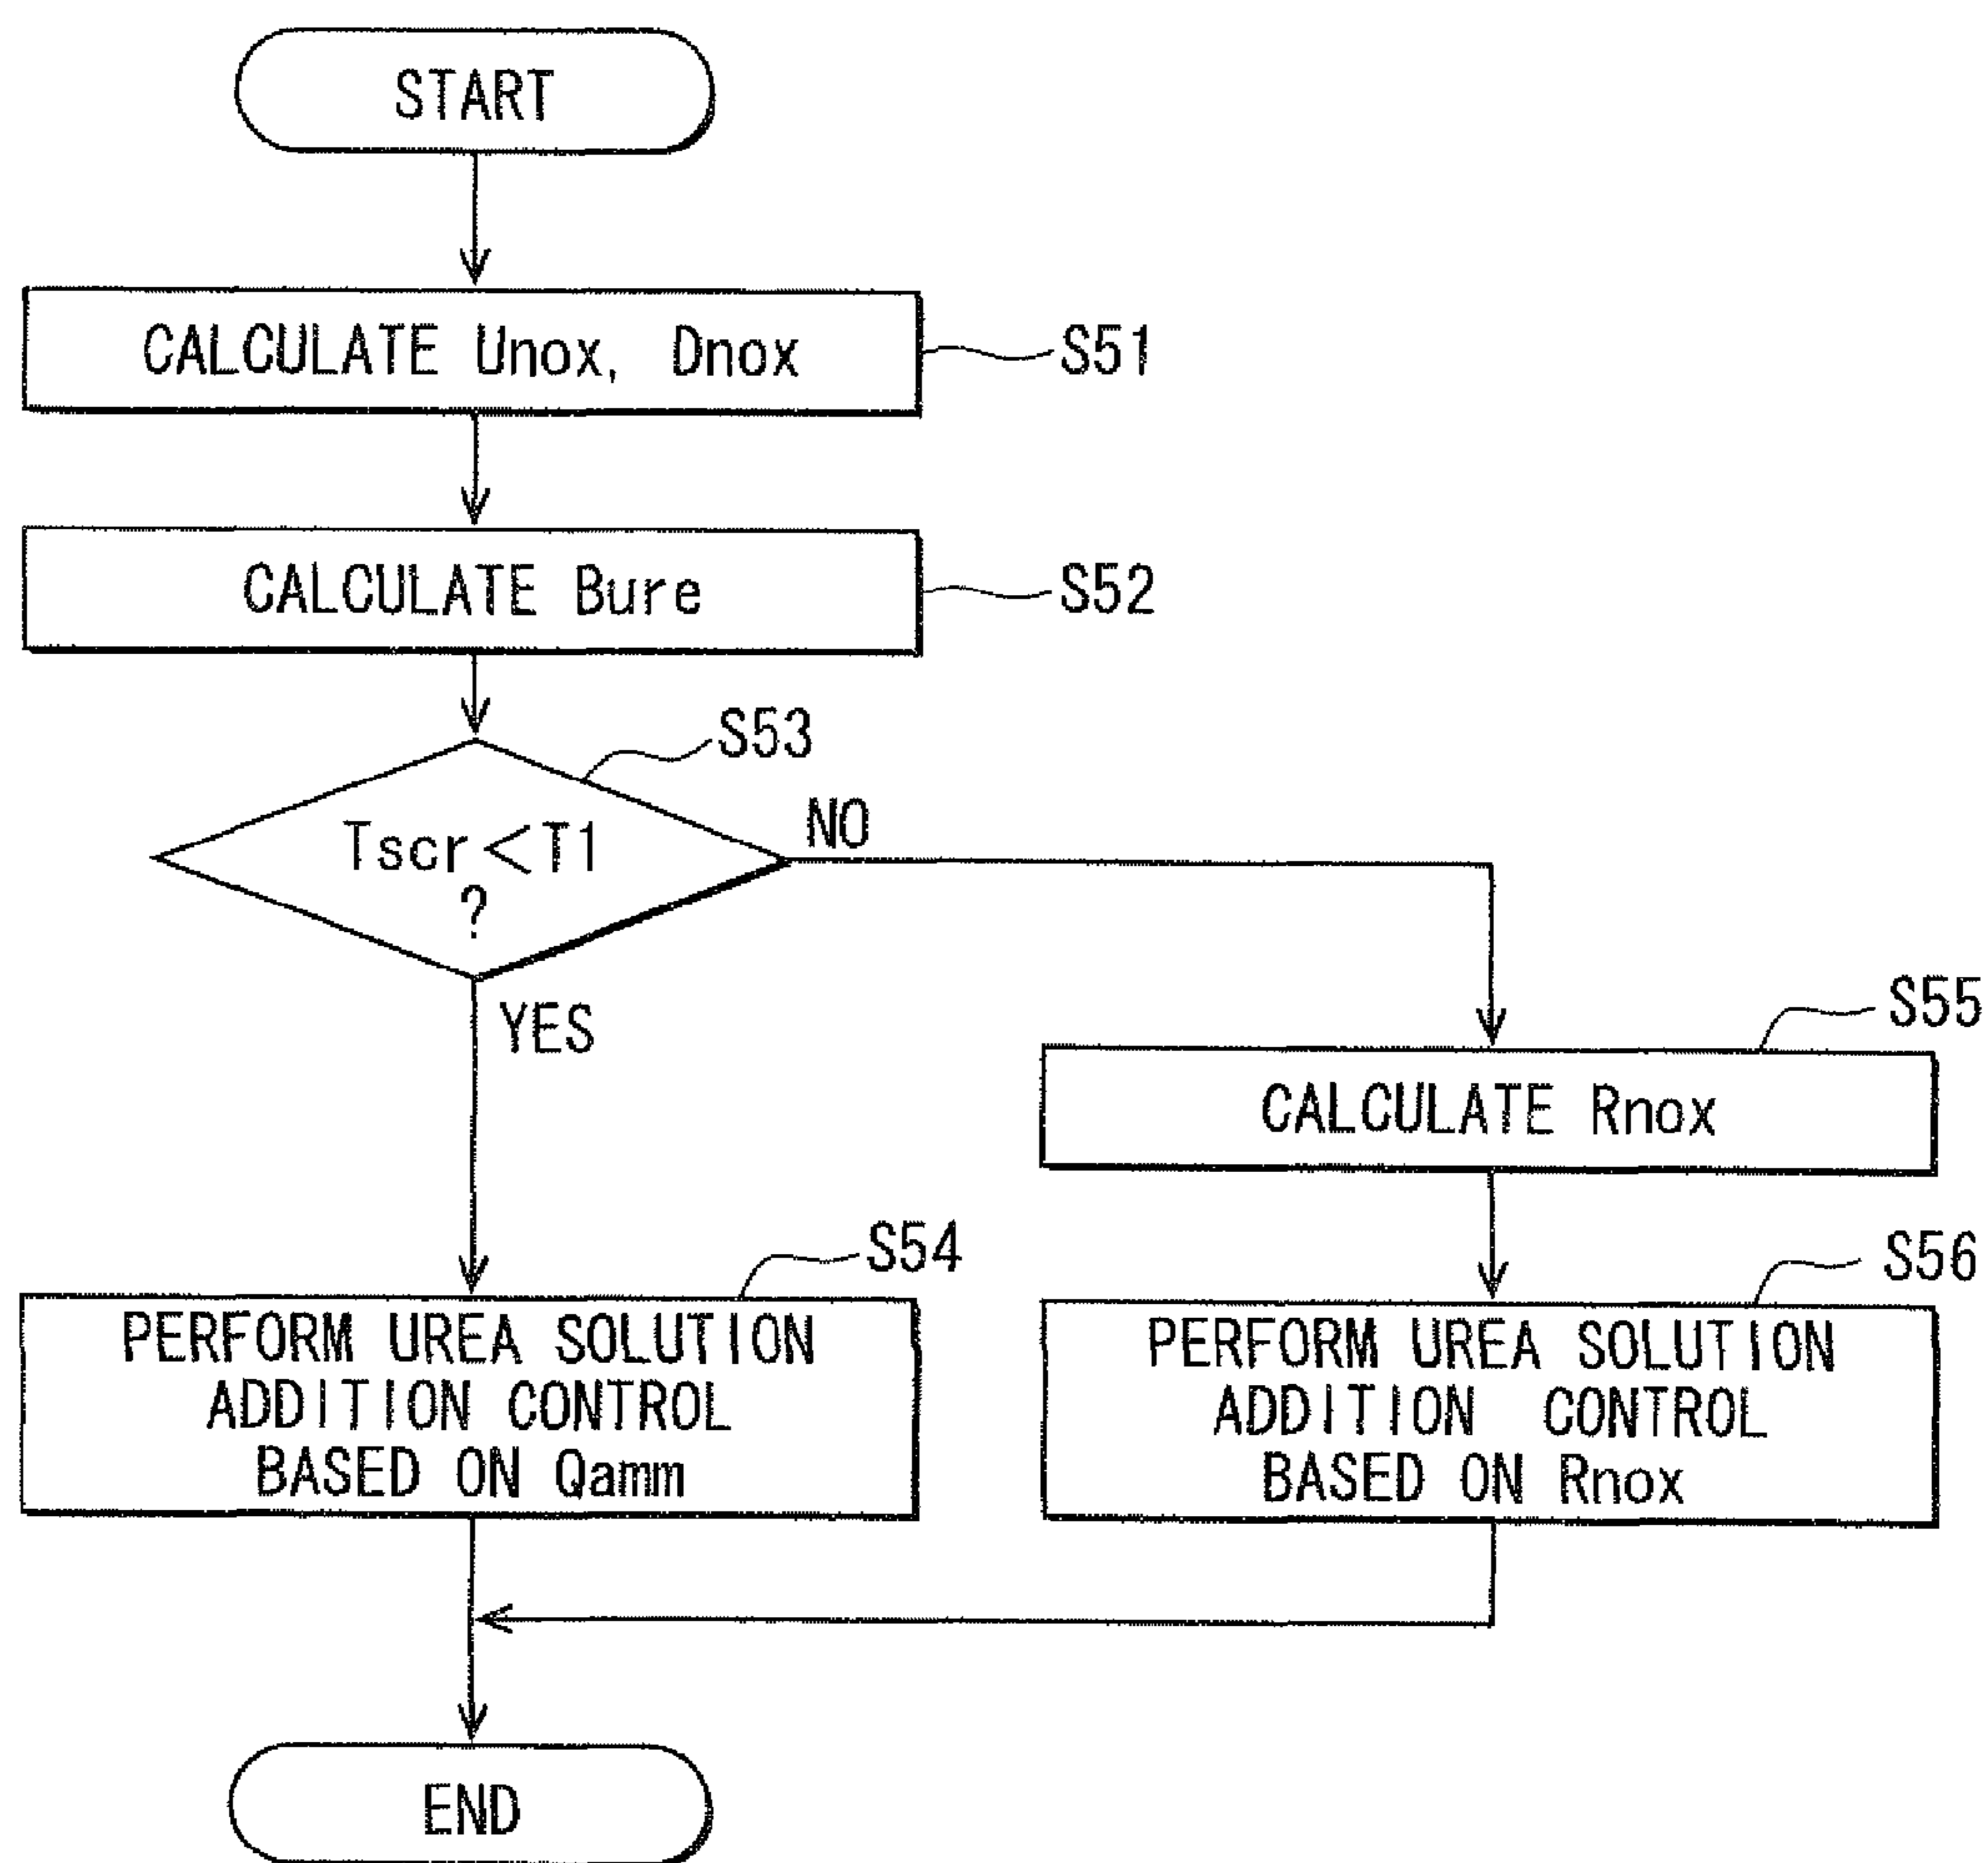 START
CALCULATE Unox, Dnox
S51
CALCULATE Bure
S52
S53
Tscr<T1
?
NO
YES
S55
CALCULATE Rnox
S54
PERFORM UREA SOLUTION
ADDITION CONTROL
BASED ON Qamm
S56
PERFORM UREA SOLUTION
ADDITION CONTROL
BASED ON Rnox
END